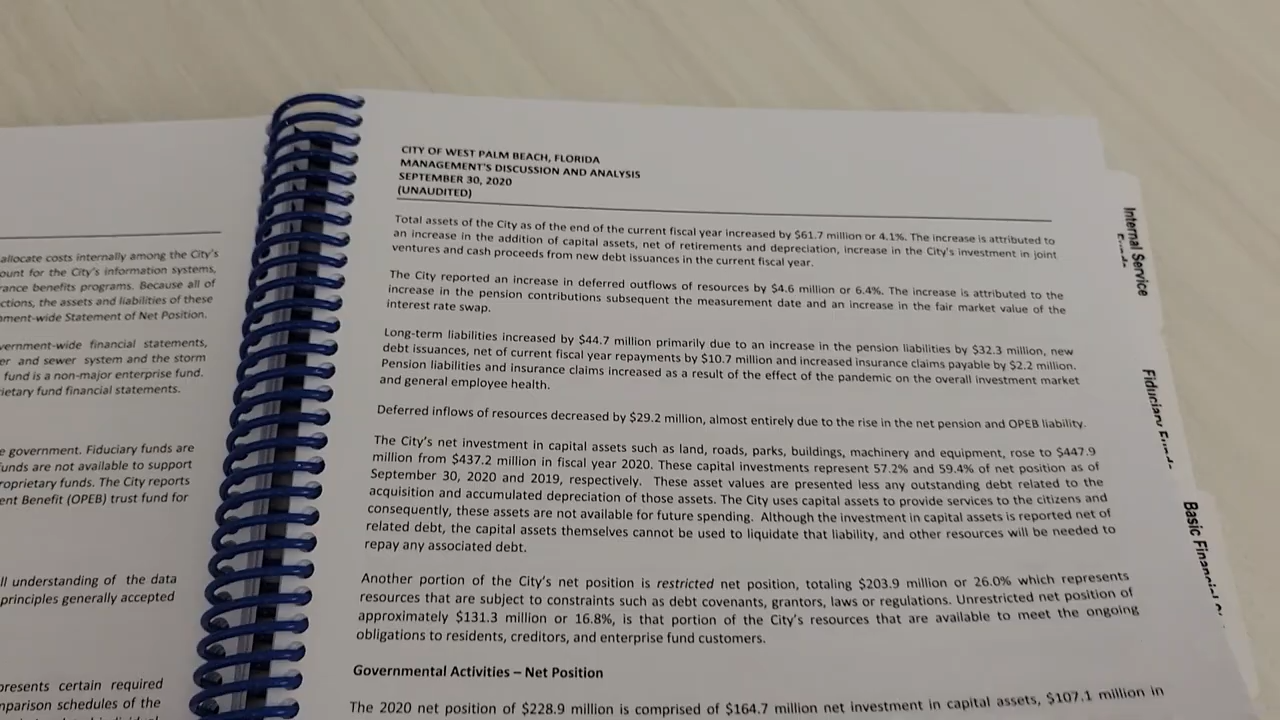 allocate costs internally among the City's
ount for the City's information systems,
rance benefits programs. Because all of
ctions, the assets and liabilities of these
nment-wide Statement of Net Position.
vernment-wide financial statements,
er and sewer system and the storm
fund is a non-major enterprise fund.
rietary fund financial statements.
e government. Fiduciary funds are
funds are not available to support
roprietary funds. The City reports
ent Benefit (OPEB) trust fund for
ll understanding of the data
principles generally accepted
presents certain required
mparison schedules of the
CITY OF WEST PALM BEACH, FLORIDA
MANAGEMENT'S DISCUSSION AND ANALYSIS
SEPTEMBER 30, 2020
(UNAUDITED)
Total assets of the City as of the end of the current fiscal year increased by $61.7 million or 4.1%. The increase is attributed to
an increase in the addition of capital assets, net of retirements and depreciation, increase in the City's investment in joint
ventures and cash proceeds from new debt issuances in the current fiscal year.
The City reported an increase in deferred outflows of resources by $4.6 million or 6.4%. The increase is attributed to the
increase in the pension contributions subsequent the measurement date and an increase in the fair market value of the
interest rate swap.
Long-term liabilities increased by $44.7 million primarily due to an increase in the pension liabilities by $32.3 million, new
debt issuances, net of current fiscal year repayments by $10.7 million and increased insurance claims payable by $2.2 million.
Pension liabilities and insurance claims increased as a result of the effect of the pandemic on the overall investment market
and general employee health.
Deferred inflows of resources decreased by $29.2 million, almost entirely due to the rise in the net pension and OPEB liability.
The City's net investment in capital assets such as land, roads, parks, buildings, machinery and equipment, rose to $447.9
million from $437.2 million in fiscal year 2020. These capital investments represent 57.2% and 59.4% of net position as of
September 30, 2020 and 2019, respectively. These asset values are presented less any outstanding debt related to the
acquisition and accumulated depreciation of those assets. The City uses capital assets to provide services to the citizens and
consequently, these assets are not available for future spending. Although the investment in capital assets is reported net of
related debt, the capital assets themselves cannot be used to liquidate that liability, and other resources will be needed to
repay any associated debt.
Another portion of the City's net position is restricted net position, totaling $203.9 million or 26.0% which represents
resources that are subject to constraints such as debt covenants, grantors, laws or regulations. Unrestricted net position of
approximately $131.3 million or 16.8%, is that portion of the City's resources that are available to meet the ongoing
obligations to residents, creditors, and enterprise fund customers.
Governmental Activities – Net Position
The 2020 net position of $228.9 million is comprised of $164.7 million net investment in capital assets, $107.1 million in
Internal Service
Fiduciary
Basic Financial